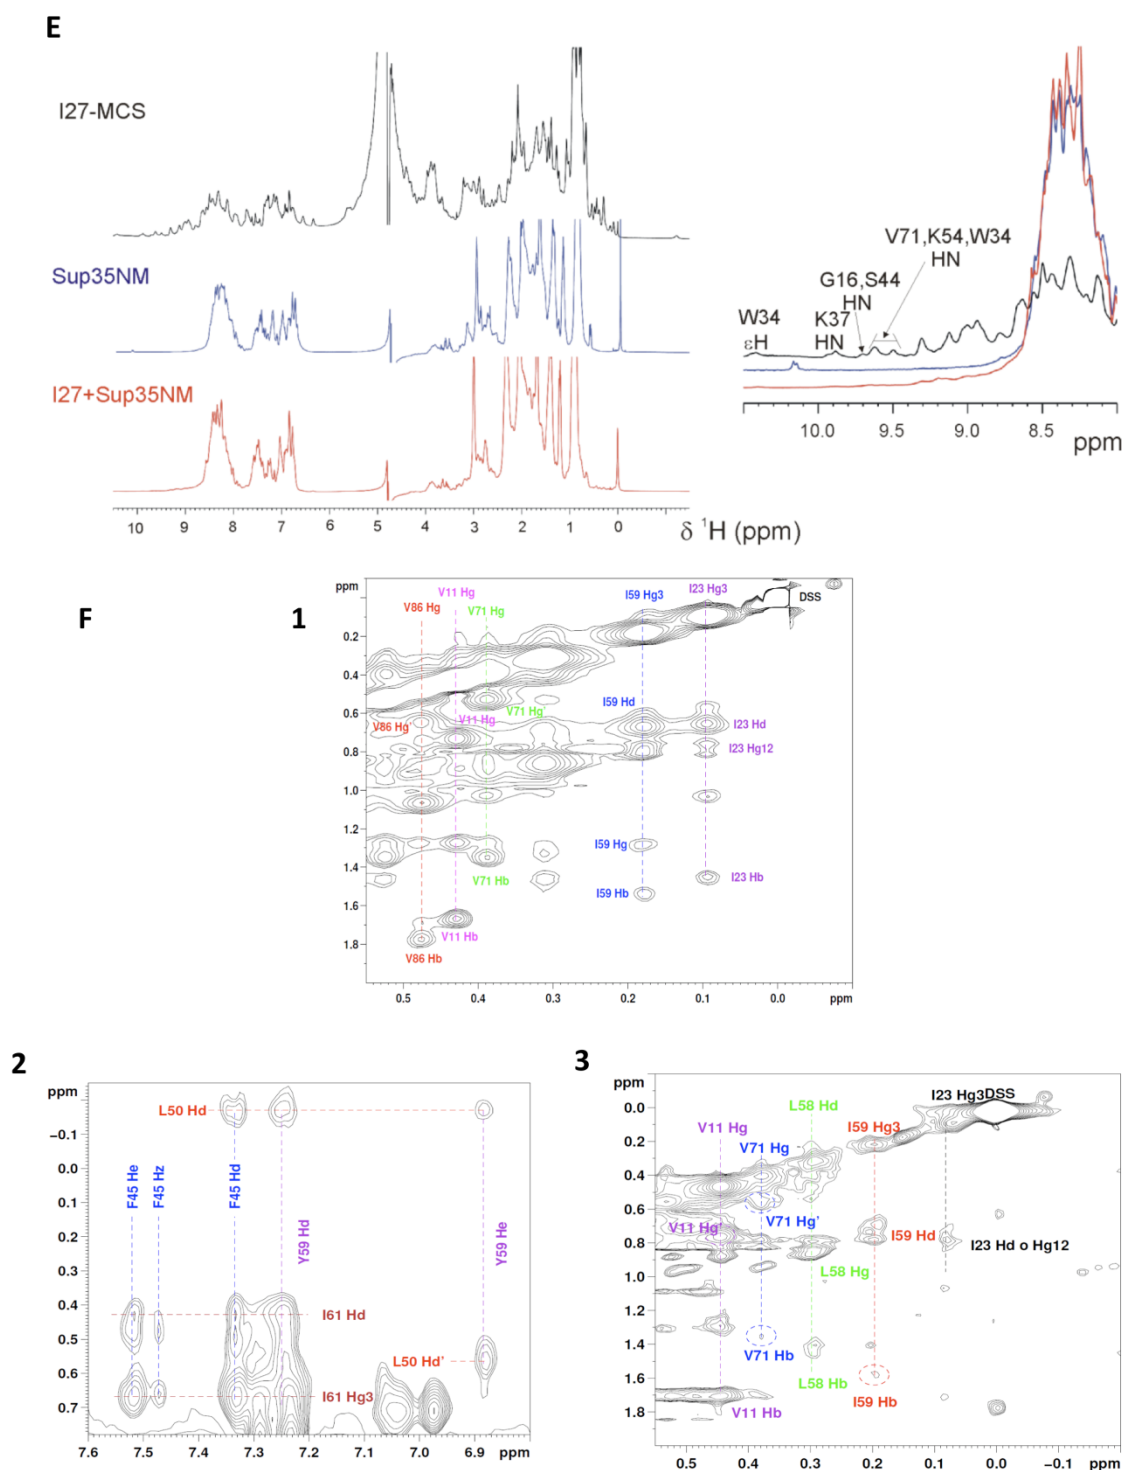 E
I27-MCS
Sup35NM
I27+Sup35NM
10 9 8 7 6 5 4 3 2 1 0
δ ¹H (ppm)
V71,K54,W34
HN
G16,S44
HN
W34
εH
K37
HN
10.0 9.5 9.0 8.5
ppm
F
1
ppm
V11 Hg
V86 Hg
V71 Hg
I59 Hg3
I23 Hg3
DSS
0.2
0.4
0.6
0.8
1.0
1.2
1.4
1.6
1.8
V86 Hg'
V11 Hg
V71 Hg'
I59 Hd
I23 Hd
I23 Hg12
I59 Hg
V71 Hb
I59 Hb
I23 Hb
V11 Hb
V86 Hb
0.5 0.4 0.3 0.2 0.1 0.0 ppm
2
ppm
L50 Hd
−0.1
0.0
0.1
0.2
0.3
0.4
0.5
0.6
0.7
F45 He
F45 Hz
F45 Hd
Y59 Hd
Y59 He
I61 Hd
L50 Hd'
I61 Hg3
7.6 7.5 7.4 7.3 7.2 7.1 7.0 6.9 ppm
3
ppm
I23 Hg3DSS
L58 Hd
V11 Hg
V71 Hg
I59 Hg3
0.0
0.2
0.4
0.6
0.8
1.0
1.2
1.4
1.6
1.8
V71 Hg'
V11 Hg'
I59 Hd
I23 Hd o Hg12
L58 Hg
V71 Hb
L58 Hb
I59 Hb
V11 Hb
0.5 0.4 0.3 0.2 0.1 0.0 −0.1 ppm